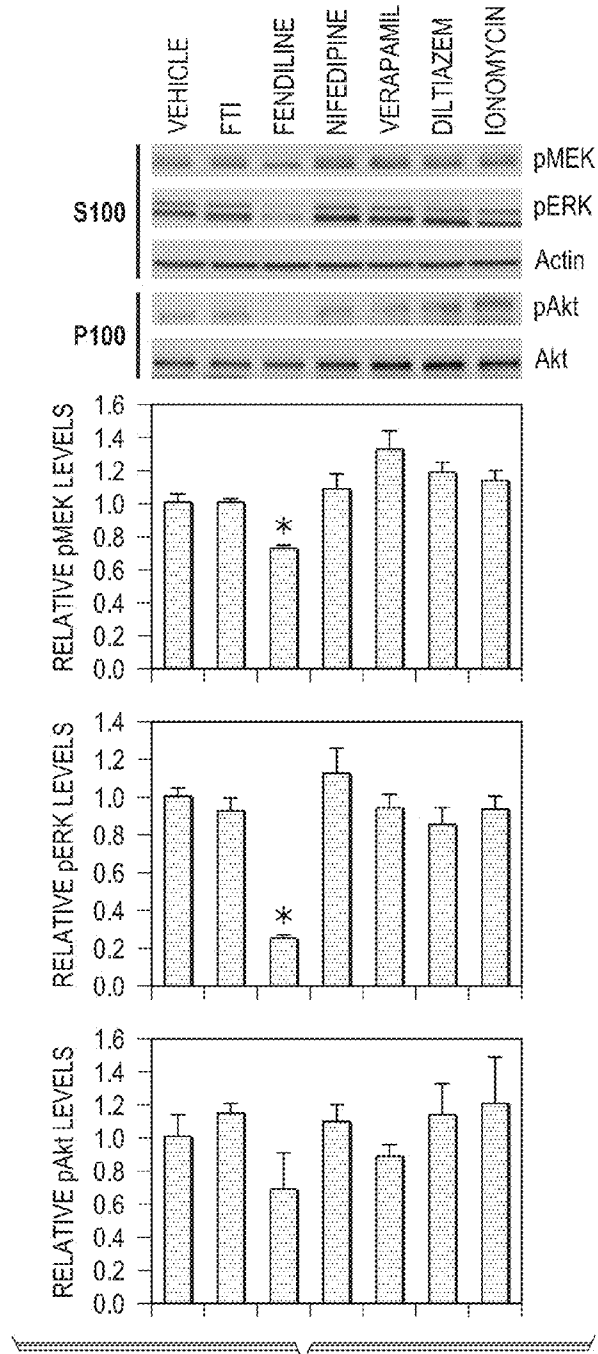 VEHICLE
FTI
FENDILINE
NIFEDIPINE
VERAPAMIL
DILTIAZEM
IONOMYCIN
S100
pMEK
pERK
Actin
P100
pAkt
Akt
RELATIVE pMEK LEVELS
1.6
1.4
1.2
1.0
0.8
0.6
0.4
0.2
0.0
*
RELATIVE pERK LEVELS
1.4
1.2
1.0
0.8
0.6
0.4
0.2
0.0
*
RELATIVE pAkt LEVELS
1.6
1.4
1.2
1.0
0.8
0.6
0.4
0.2
0.0